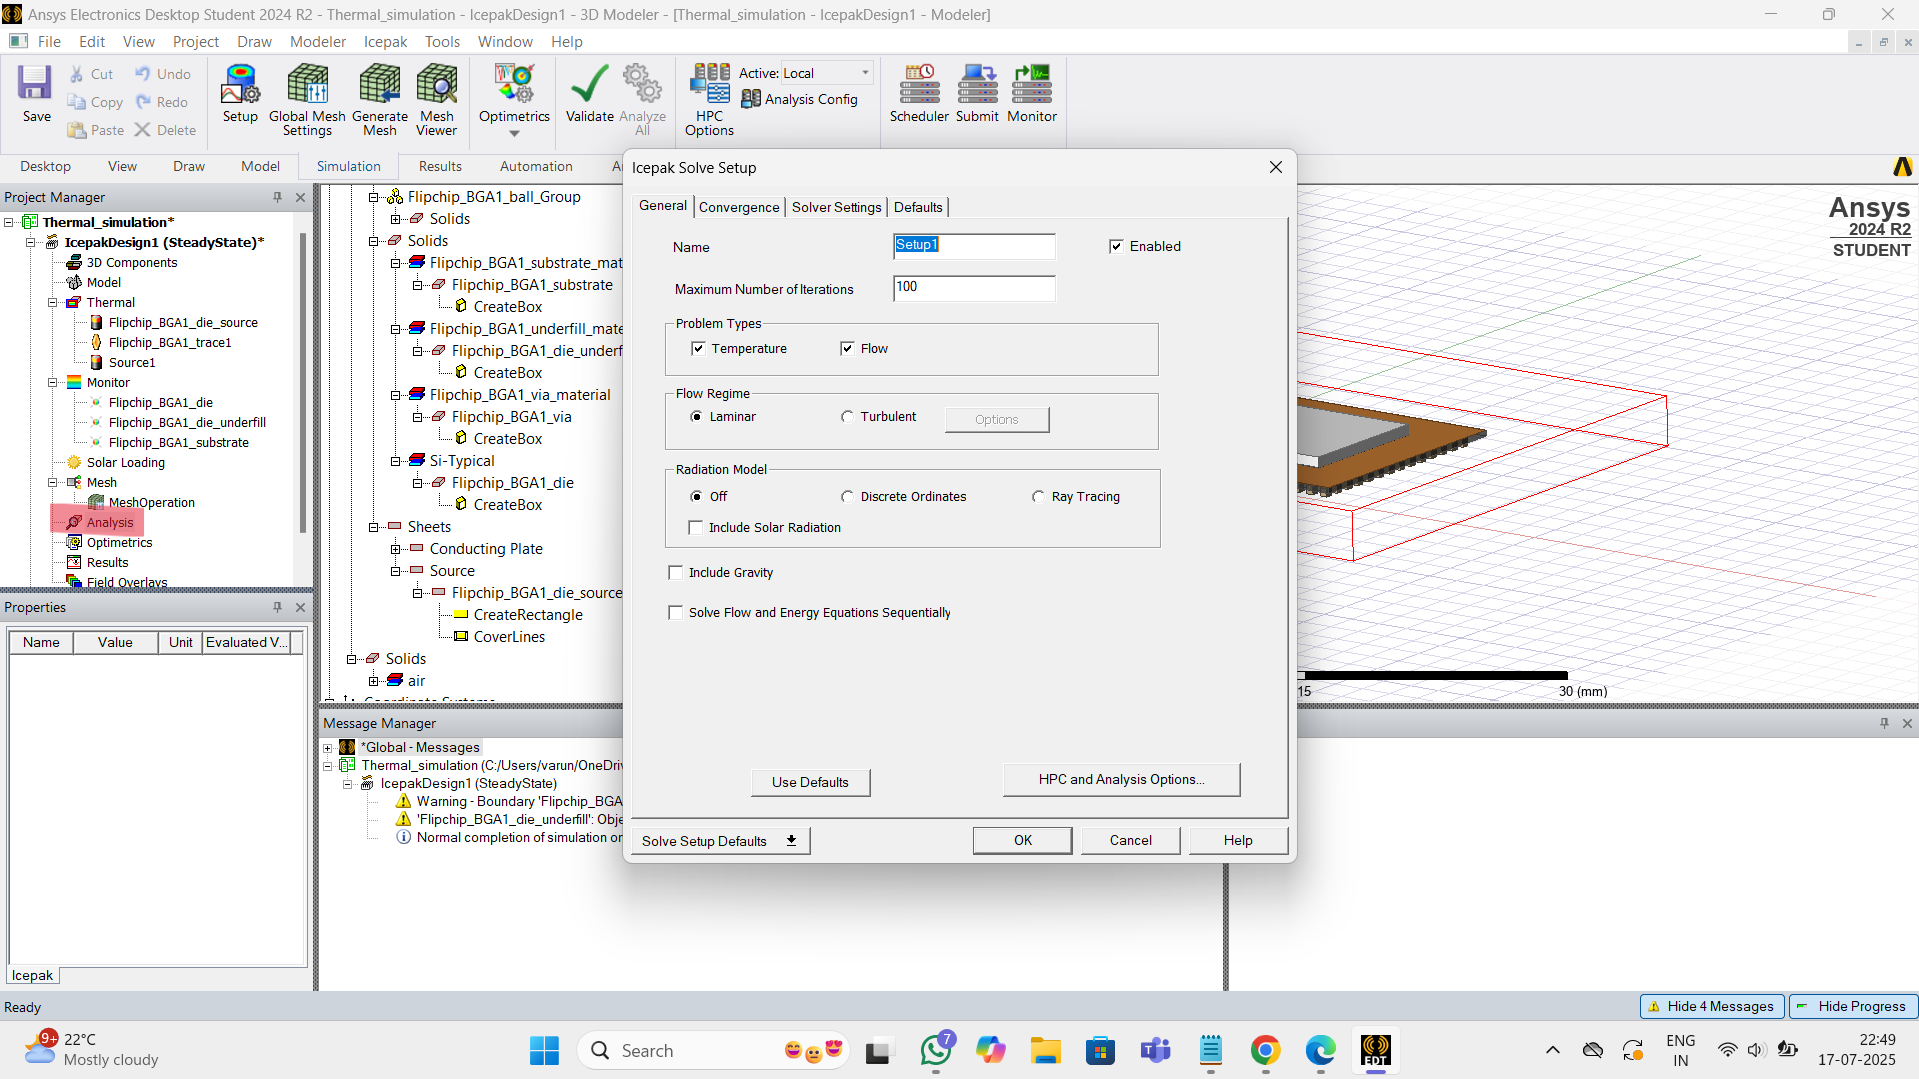 Ansys Electronics Desktop Student 2024 R2 - Thermal_simulation - IcepakDesign1 - 3D Modeler - [Thermal_simulation - IcepakDesign1 - Modeler]
File Edit View Project Draw Modeler Icepak Tools Window Help
Save
Cut
Copy
Paste
Undo
Redo
Delete
Setup
Global Mesh
Settings
Generate
Mesh
Mesh
Viewer
Optimetrics
Validate
Analyze
All
HPC
Options
Active: Local
Analysis Config
Scheduler
Submit
Monitor
Desktop View Draw Model Simulation Results Automation
Project Manager
Thermal_simulation*
IcepakDesign1 (SteadyState)*
3D Components
Model
Thermal
Flipchip_BGA1_die_source
Flipchip_BGA1_trace1
Source1
Monitor
Flipchip_BGA1_die
Flipchip_BGA1_die_underfill
Flipchip_BGA1_substrate
Solar Loading
Mesh
MeshOperation
Analysis
Optimetrics
Results
Field Overlays
Properties
Name Value Unit Evaluated V...
Icepak
Flipchip_BGA1_ball_Group
Solids
Solids
Flipchip_BGA1_substrate_mat
Flipchip_BGA1_substrate
CreateBox
Flipchip_BGA1_underfill_mate
Flipchip_BGA1_die_underf
CreateBox
Flipchip_BGA1_via_material
Flipchip_BGA1_via
CreateBox
Si-Typical
Flipchip_BGA1_die
CreateBox
Sheets
Conducting Plate
Source
Flipchip_BGA1_die_source
CreateRectangle
CoverLines
Solids
air
Icepak Solve Setup
General Convergence Solver Settings Defaults
Name Setup1 Enabled
Maximum Number of Iterations 100
Problem Types
Temperature Flow
Flow Regime
Laminar Turbulent Options
Radiation Model
Off Discrete Ordinates Ray Tracing
Include Solar Radiation
Include Gravity
Solve Flow and Energy Equations Sequentially
Use Defaults HPC and Analysis Options...
Solve Setup Defaults OK Cancel Help
Ansys
2024 R2
STUDENT
15 30 (mm)
Message Manager
*Global - Messages
Thermal_simulation (C:/Users/varun/OneDri
IcepakDesign1 (SteadyState)
Warning - Boundary 'Flipchip_BGA
'Flipchip_BGA1_die_underfill': Obje
Normal completion of simulation or
Ready
Hide 4 Messages Hide Progress
9+
22°C
Mostly cloudy
Search
7
EDT
ENG
IN
22:49
17-07-2025